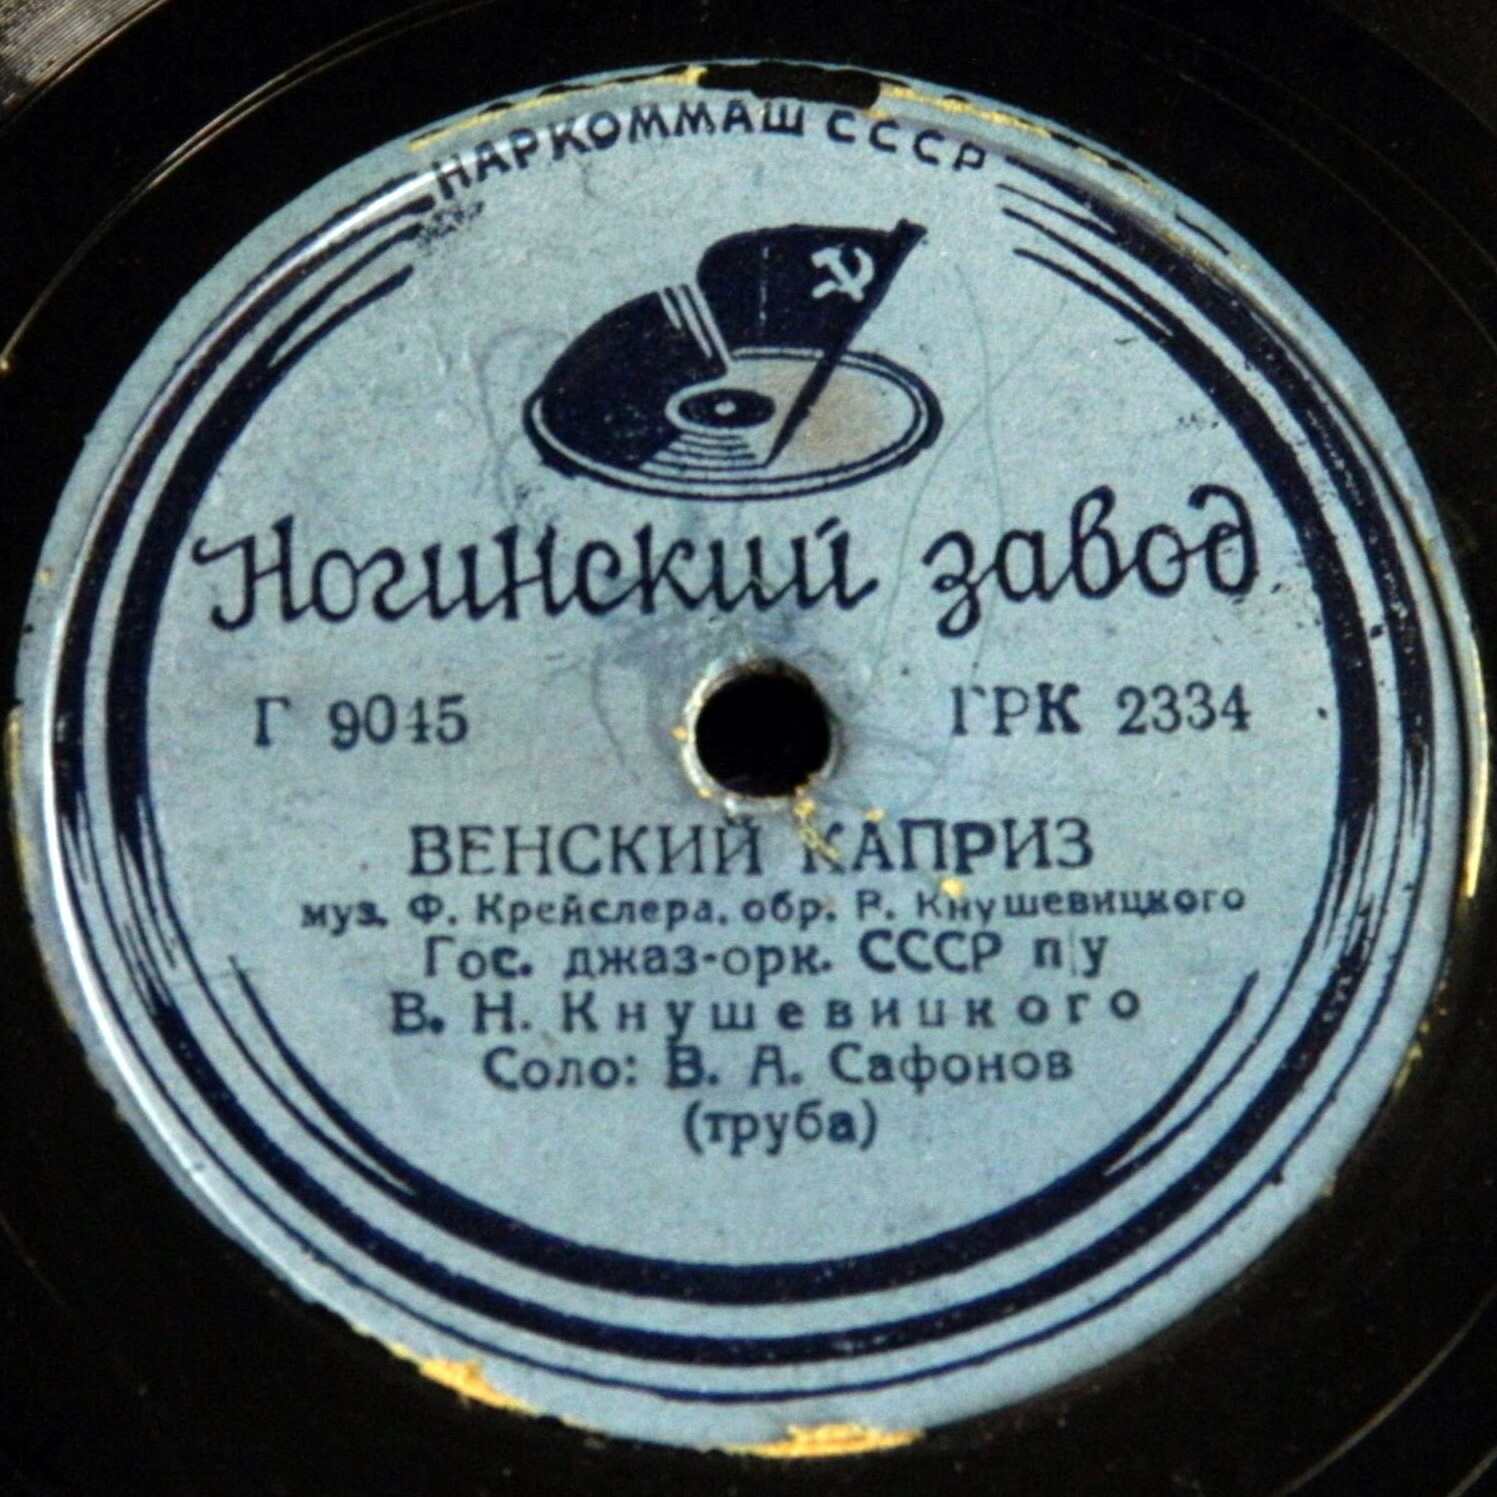 НАРКОММАШ СССР
Ногинский завод
Г 9045 ГРК 2334
ВЕНСКИЙ КАПРИЗ
муз. Ф. Крейслера, обр. В. Кнушевицкого
Гос. джаз-орк. СССР п/у
В. Н. Кнушевицкого
Соло: В. А. Сафонов
(труба)